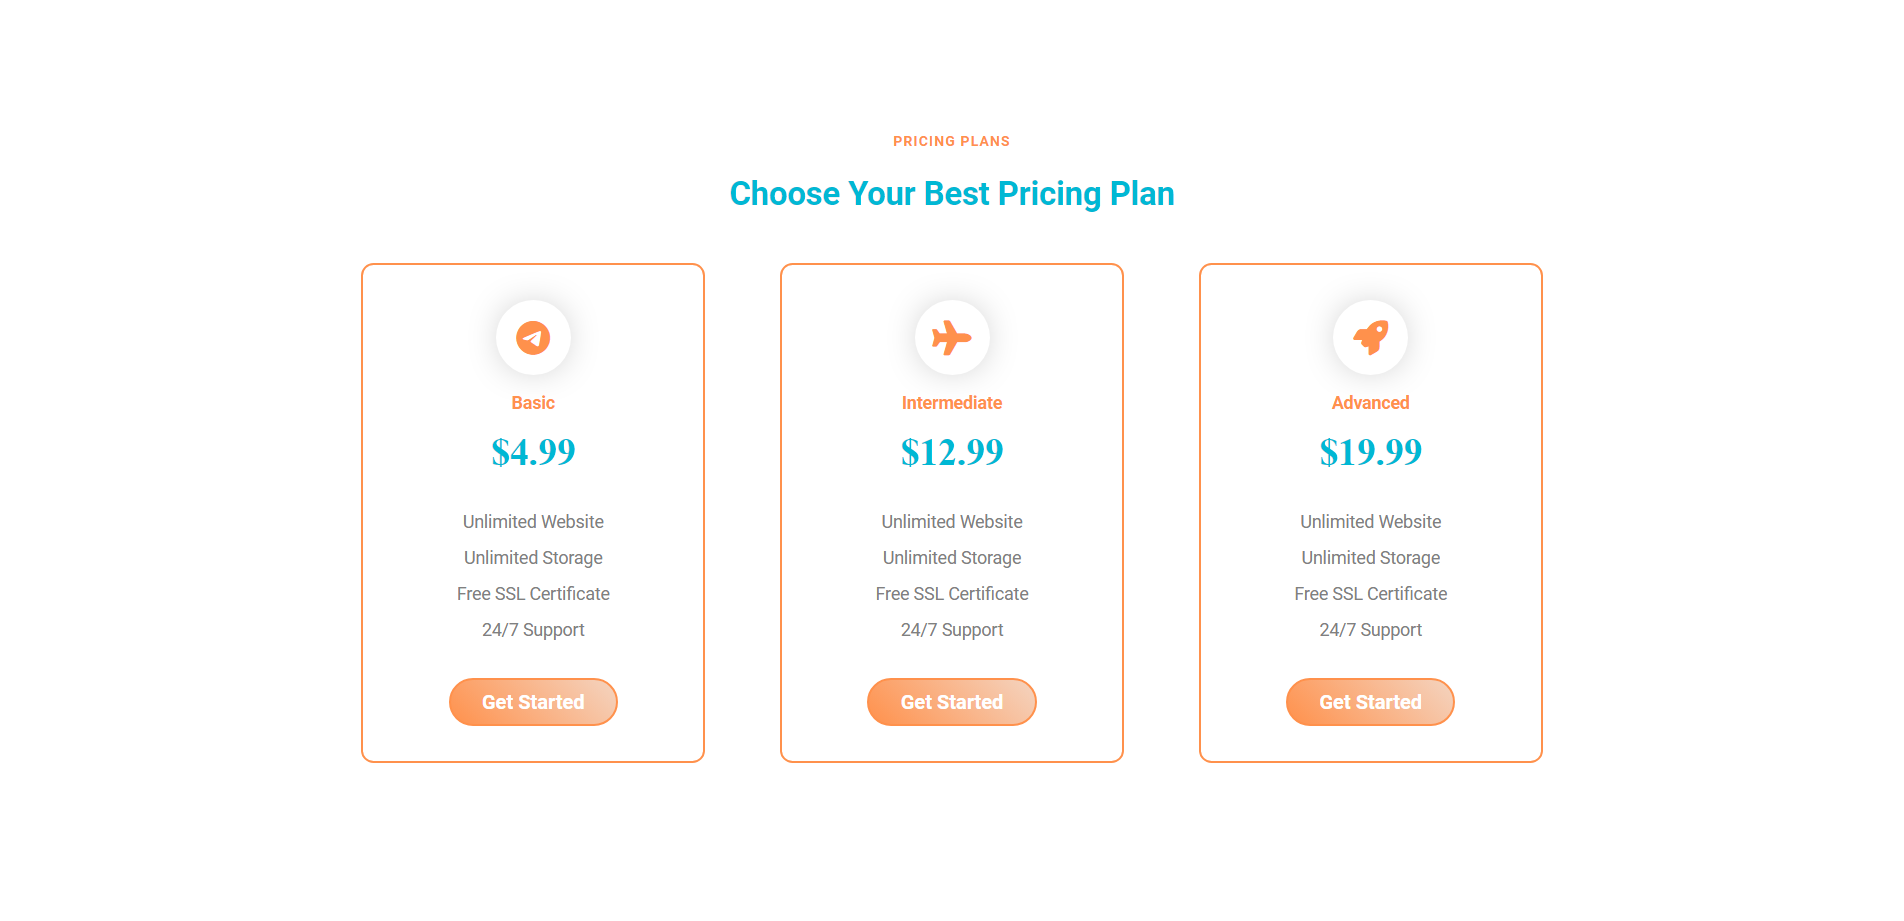 PRICING PLANS
Choose Your Best Pricing Plan
Basic
$4.99
Unlimited Website
Unlimited Storage
Free SSL Certificate
24/7 Support
Get Started
Intermediate
$12.99
Unlimited Website
Unlimited Storage
Free SSL Certificate
24/7 Support
Get Started
Advanced
$19.99
Unlimited Website
Unlimited Storage
Free SSL Certificate
24/7 Support
Get Started